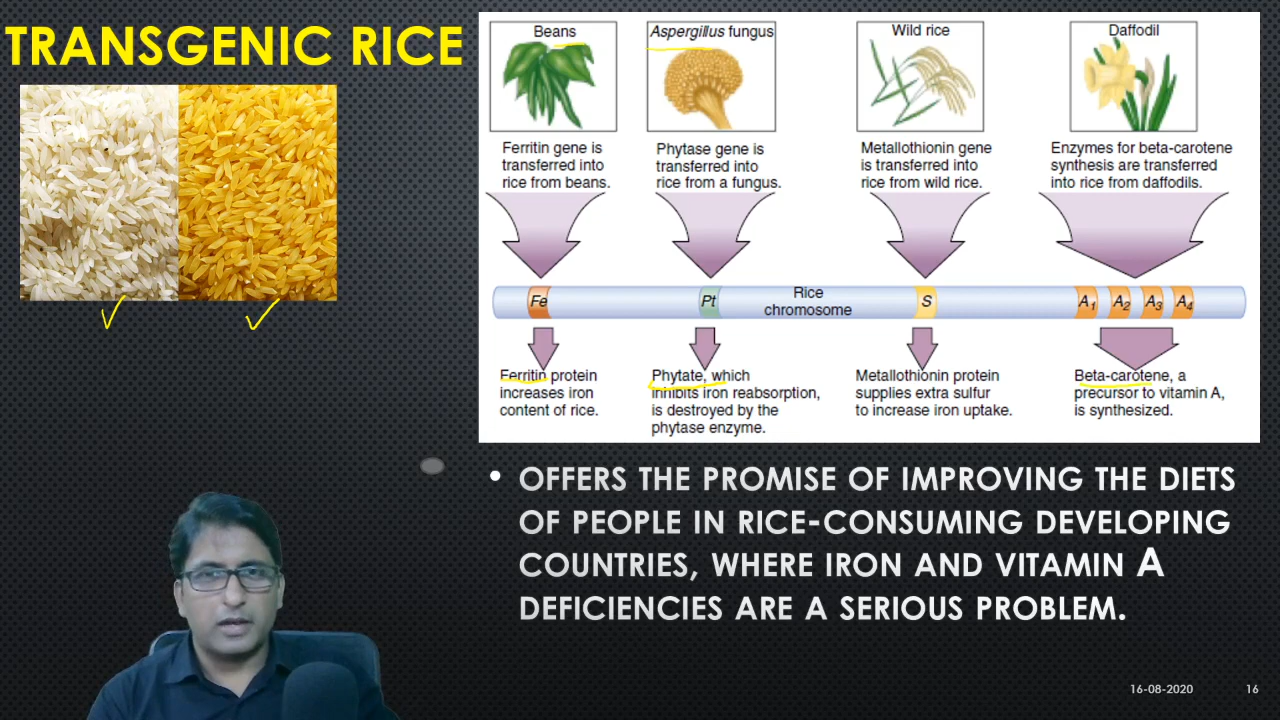 TRANSGENIC RICE
Beans
Aspergillus fungus
Wild rice
Daffodil
Ferritin gene is
transferred into
rice from beans.
Phytase gene is
transferred into
rice from a fungus.
Metallothionin gene
is transferred into
rice from wild rice.
Enzymes for beta-carotene
synthesis are transferred
into rice from daffodils.
Fe
Pt
Rice
chromosome
S
A1
A2
A3
A4
Ferritin protein
increases iron
content of rice.
Phytate, which
inhibits iron reabsorption,
is destroyed by the
phytase enzyme.
Metallothionin protein
supplies extra sulfur
to increase iron uptake.
Beta-carotene, a
precursor to vitamin A,
is synthesized.
• OFFERS THE PROMISE OF IMPROVING THE DIETS
OF PEOPLE IN RICE-CONSUMING DEVELOPING
COUNTRIES, WHERE IRON AND VITAMIN A
DEFICIENCIES ARE A SERIOUS PROBLEM.
16-08-2020
16